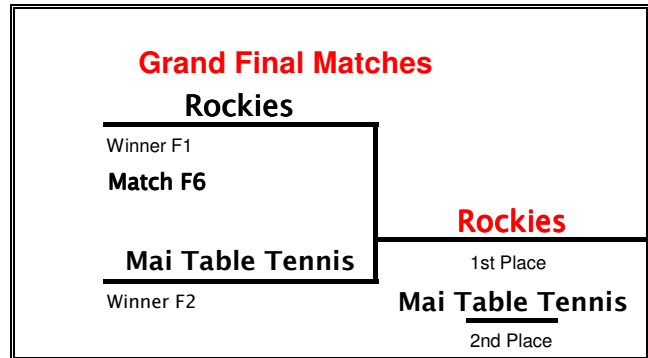 Grand Final Matches
Rockies
Winner F1
Match F6
Rockies
Mai Table Tennis
1st Place
Winner F2
Mai Table Tennis
2nd Place